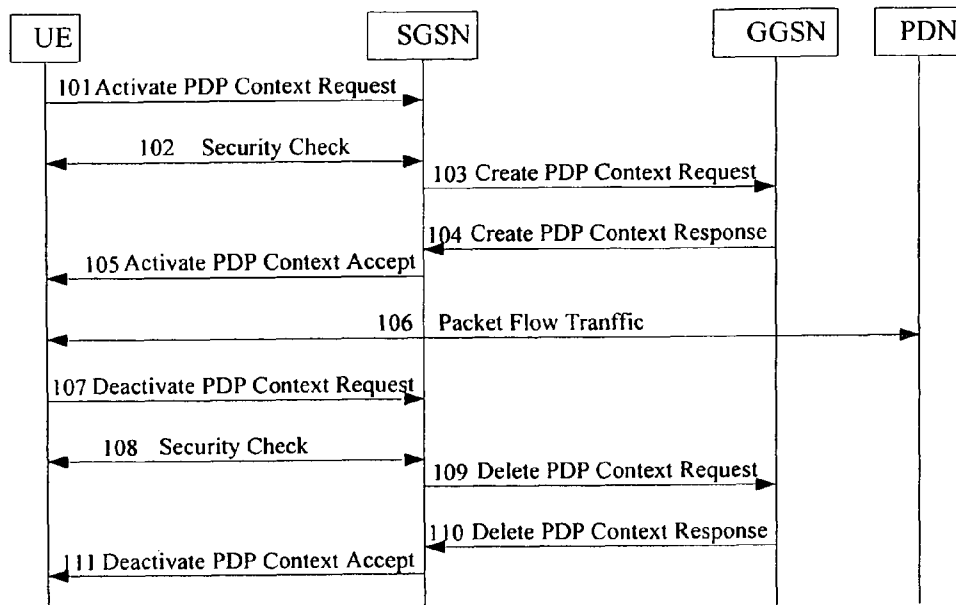 UE
SGSN
GGSN
PDN
101 Activate PDP Context Request
102 Security Check
103 Create PDP Context Request
104 Create PDP Context Response
105 Activate PDP Context Accept
106 Packet Flow Tranffic
107 Deactivate PDP Context Request
108 Security Check
109 Delete PDP Context Request
110 Delete PDP Context Response
111 Deactivate PDP Context Accept